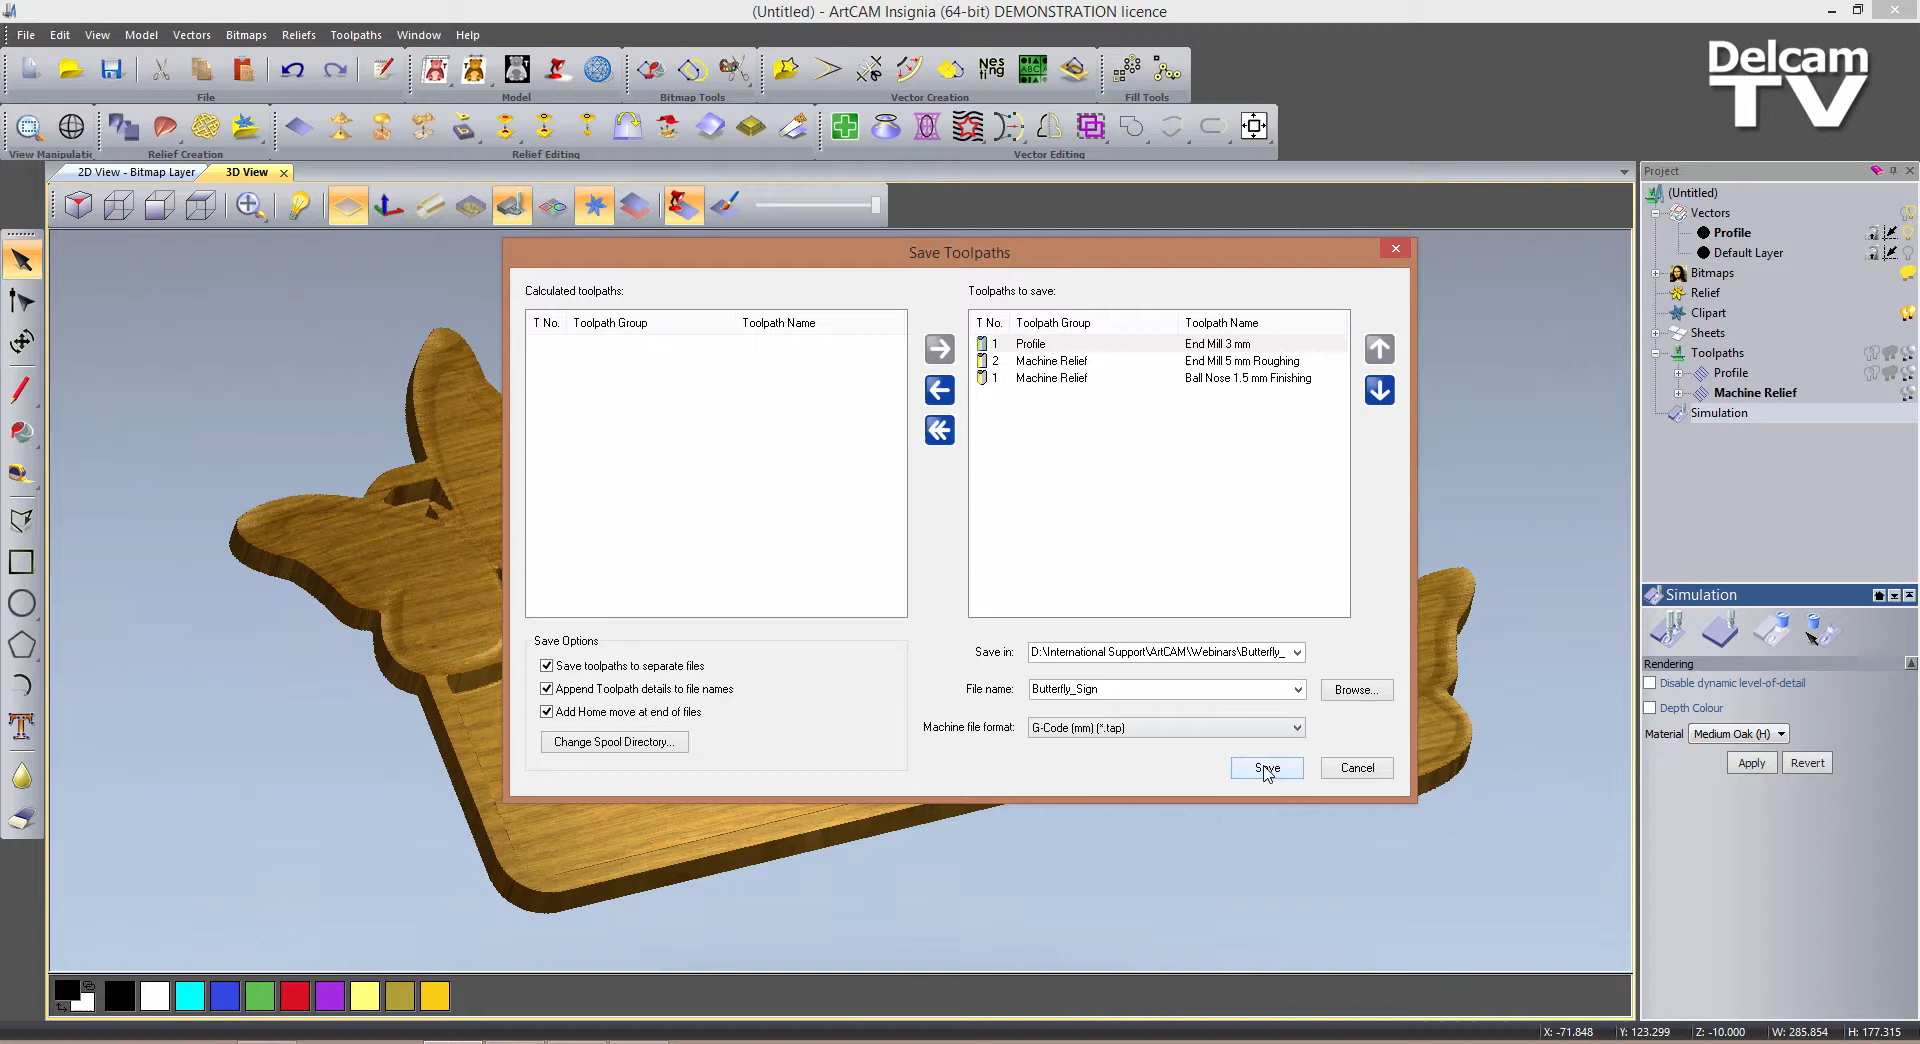 (Untitled) - ArtCAM Insignia (64-bit) DEMONSTRATION licence
File Edit View Model Vectors Bitmaps Reliefs Toolpaths Window Help
Delcam
TV
Nes
ting
File Model Bitmap Tools Vector Creation Fill Tools
View Manipulati Relief Creation Relief Editing Vector Editing
2D View - Bitmap Layer 3D View
Project
(Untitled)
Vectors
Profile
Default Layer
Bitmaps
Relief
Clipart
Sheets
Toolpaths
Profile
Machine Relief
Simulation
Save Toolpaths
Calculated toolpaths: Toolpaths to save:
T No. Toolpath Group Toolpath Name T No. Toolpath Group Toolpath Name
1 Profile End Mill 3 mm
2 Machine Relief End Mill 5 mm Roughing
1 Machine Relief Ball Nose 1.5 mm Finishing
Save Options
Save toolpaths to separate files
Append Toolpath details to file names
Add Home move at end of files
Change Spool Directory...
Save in: D:\International Support\ArtCAM\Webinars\Butterfly_
File name: Butterfly_Sign Browse...
Machine file format: G-Code (mm) (*.tap)
Save Cancel
Simulation
Rendering
Disable dynamic level-of-detail
Depth Colour
Material Medium Oak (H)
Apply Revert
X: -71.848 Y: 123.299 Z: -10.000 W: 285.854 H: 177.315